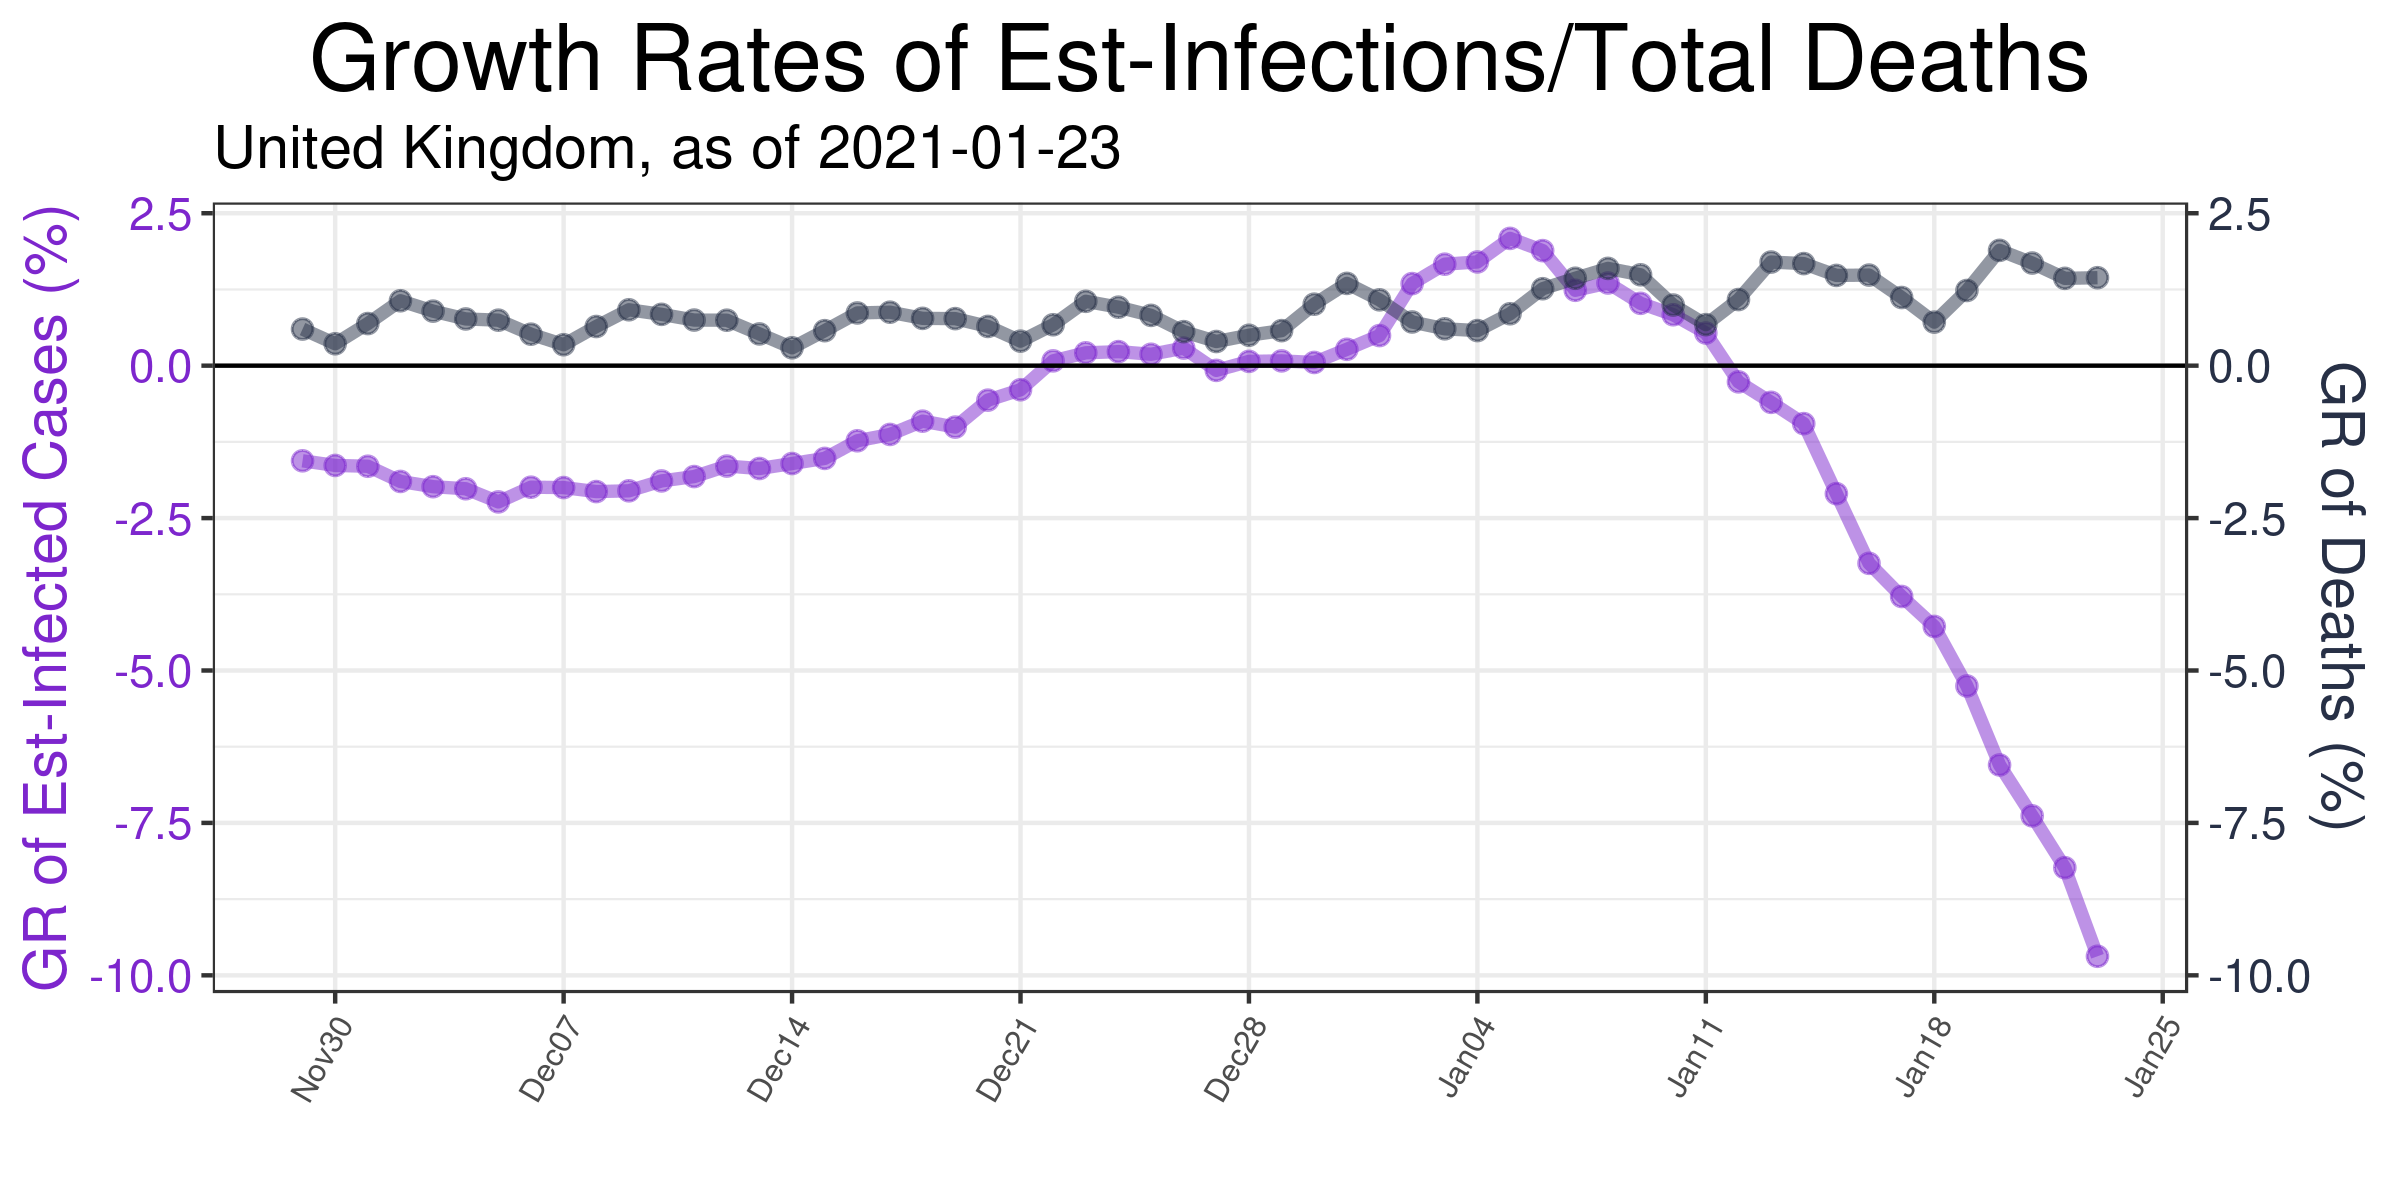 Growth Rates of Est-Infections/Total Deaths
United Kingdom, as of 2021-01-23
GR of Est-Infected Cases (%)
2.5
0.0
-2.5
-5.0
-7.5
-10.0
2.5
0.0
-2.5
-5.0
-7.5
-10.0
GR of Deaths (%)
Nov30
Dec07
Dec14
Dec21
Dec28
Jan04
Jan11
Jan18
Jan25